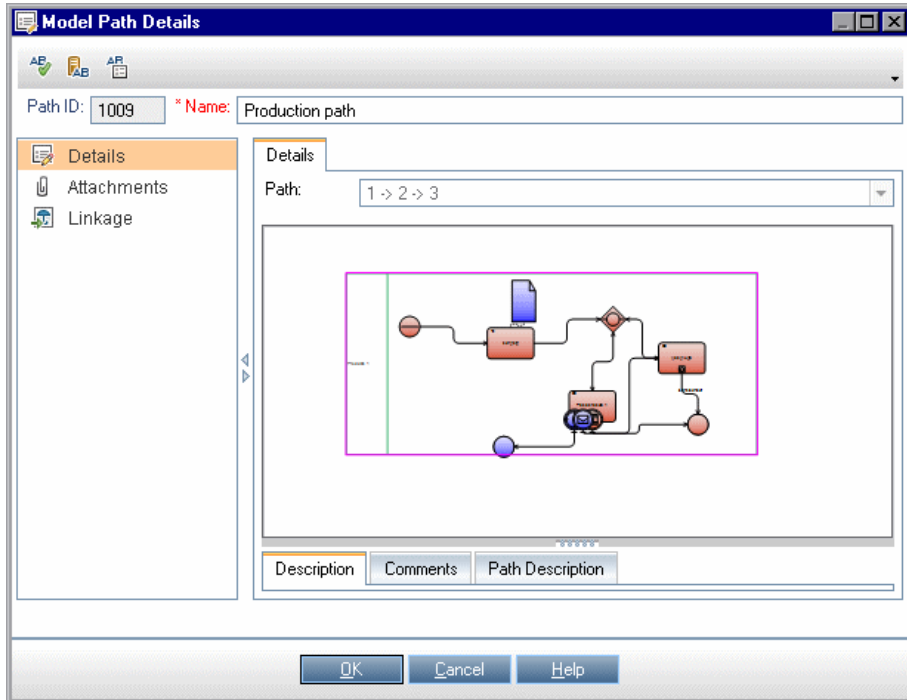 Model Path Details
Path ID: 1009 * Name: Production path
Details
Attachments
Linkage
Details
Path: 1 -> 2 -> 3
Description Comments Path Description
OK Cancel Help